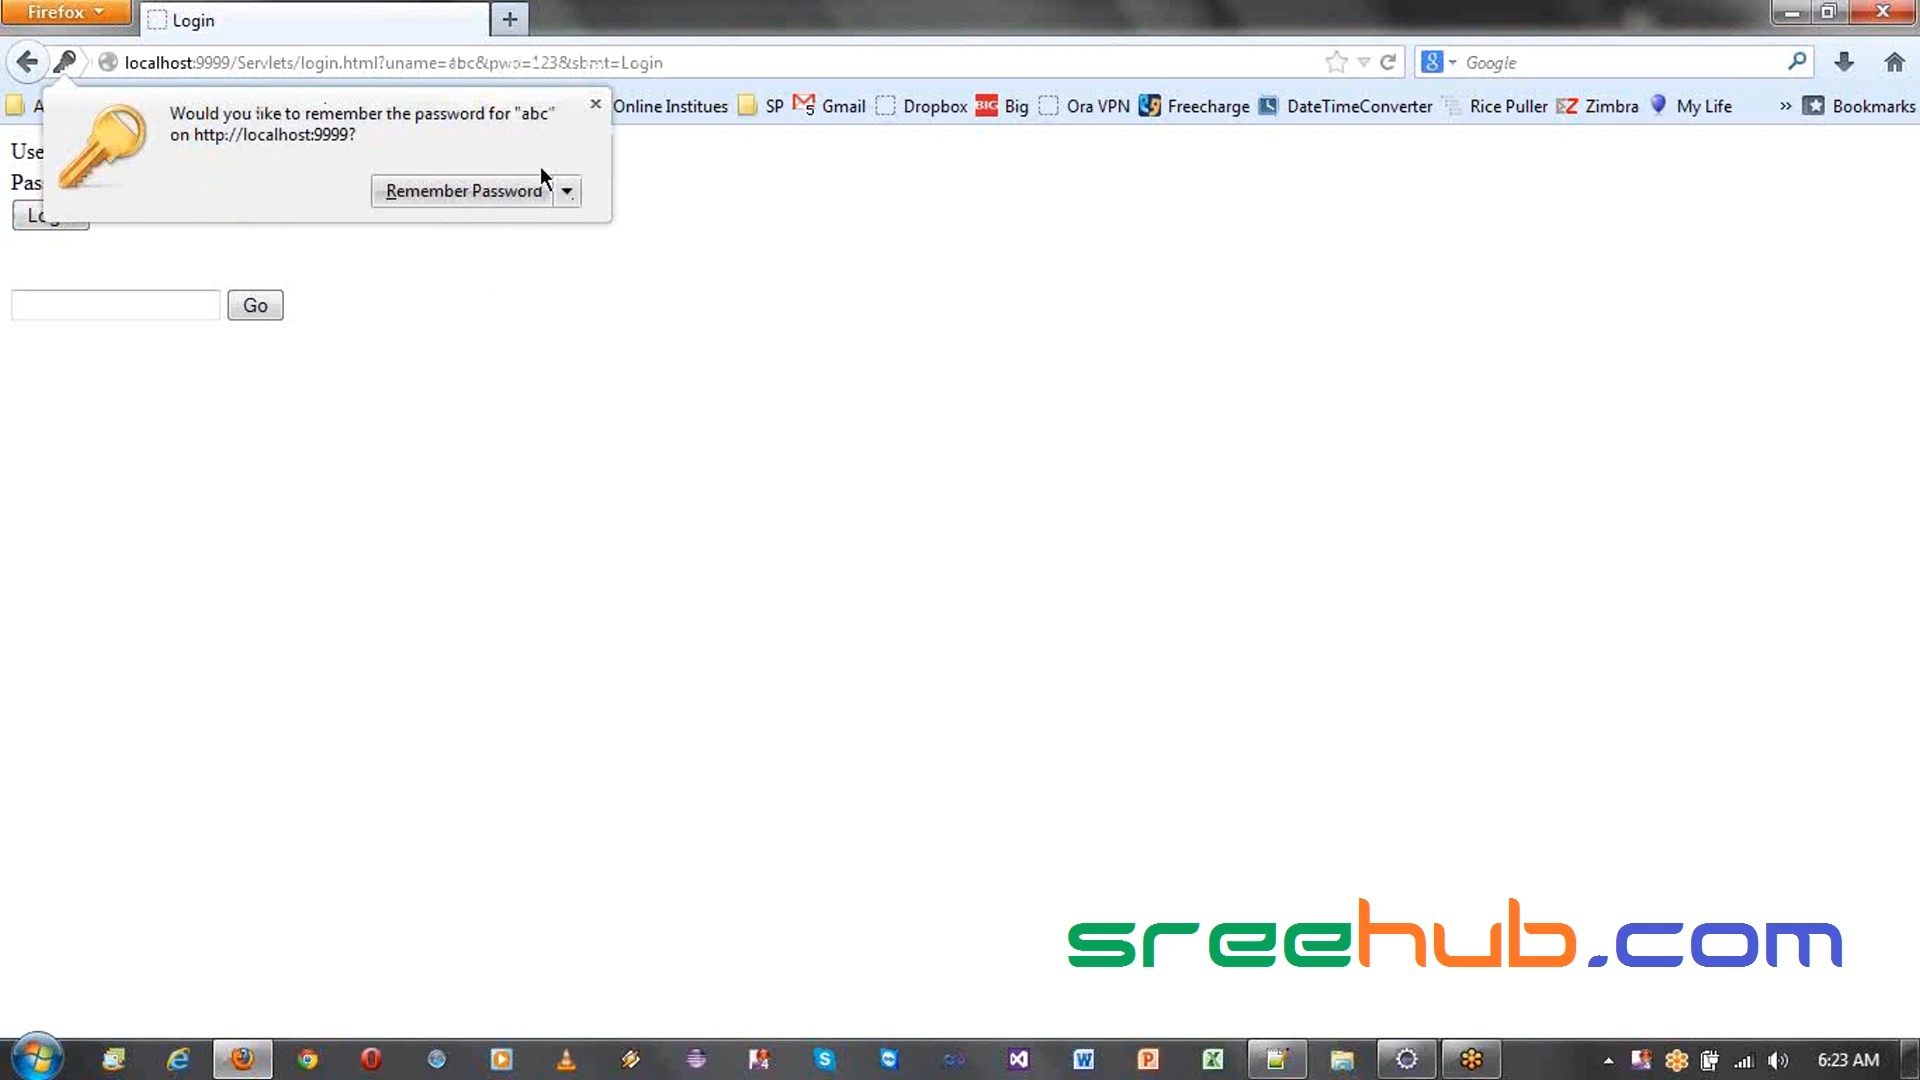 Firefox
Login
localhost:9999/Servlets/login.html?uname=abc&pwd=123&sbmt=Login
Google
A
Online Institues
SP
Gmail
Dropbox
BIG
Big
Ora VPN
Freecharge
DateTimeConverter
Rice Puller
Zimbra
My Life
»
Bookmarks
Would you like to remember the password for "abc"
on http://localhost:9999?
Remember Password
Use
Pas
Go
sreehub.com
6:23 AM